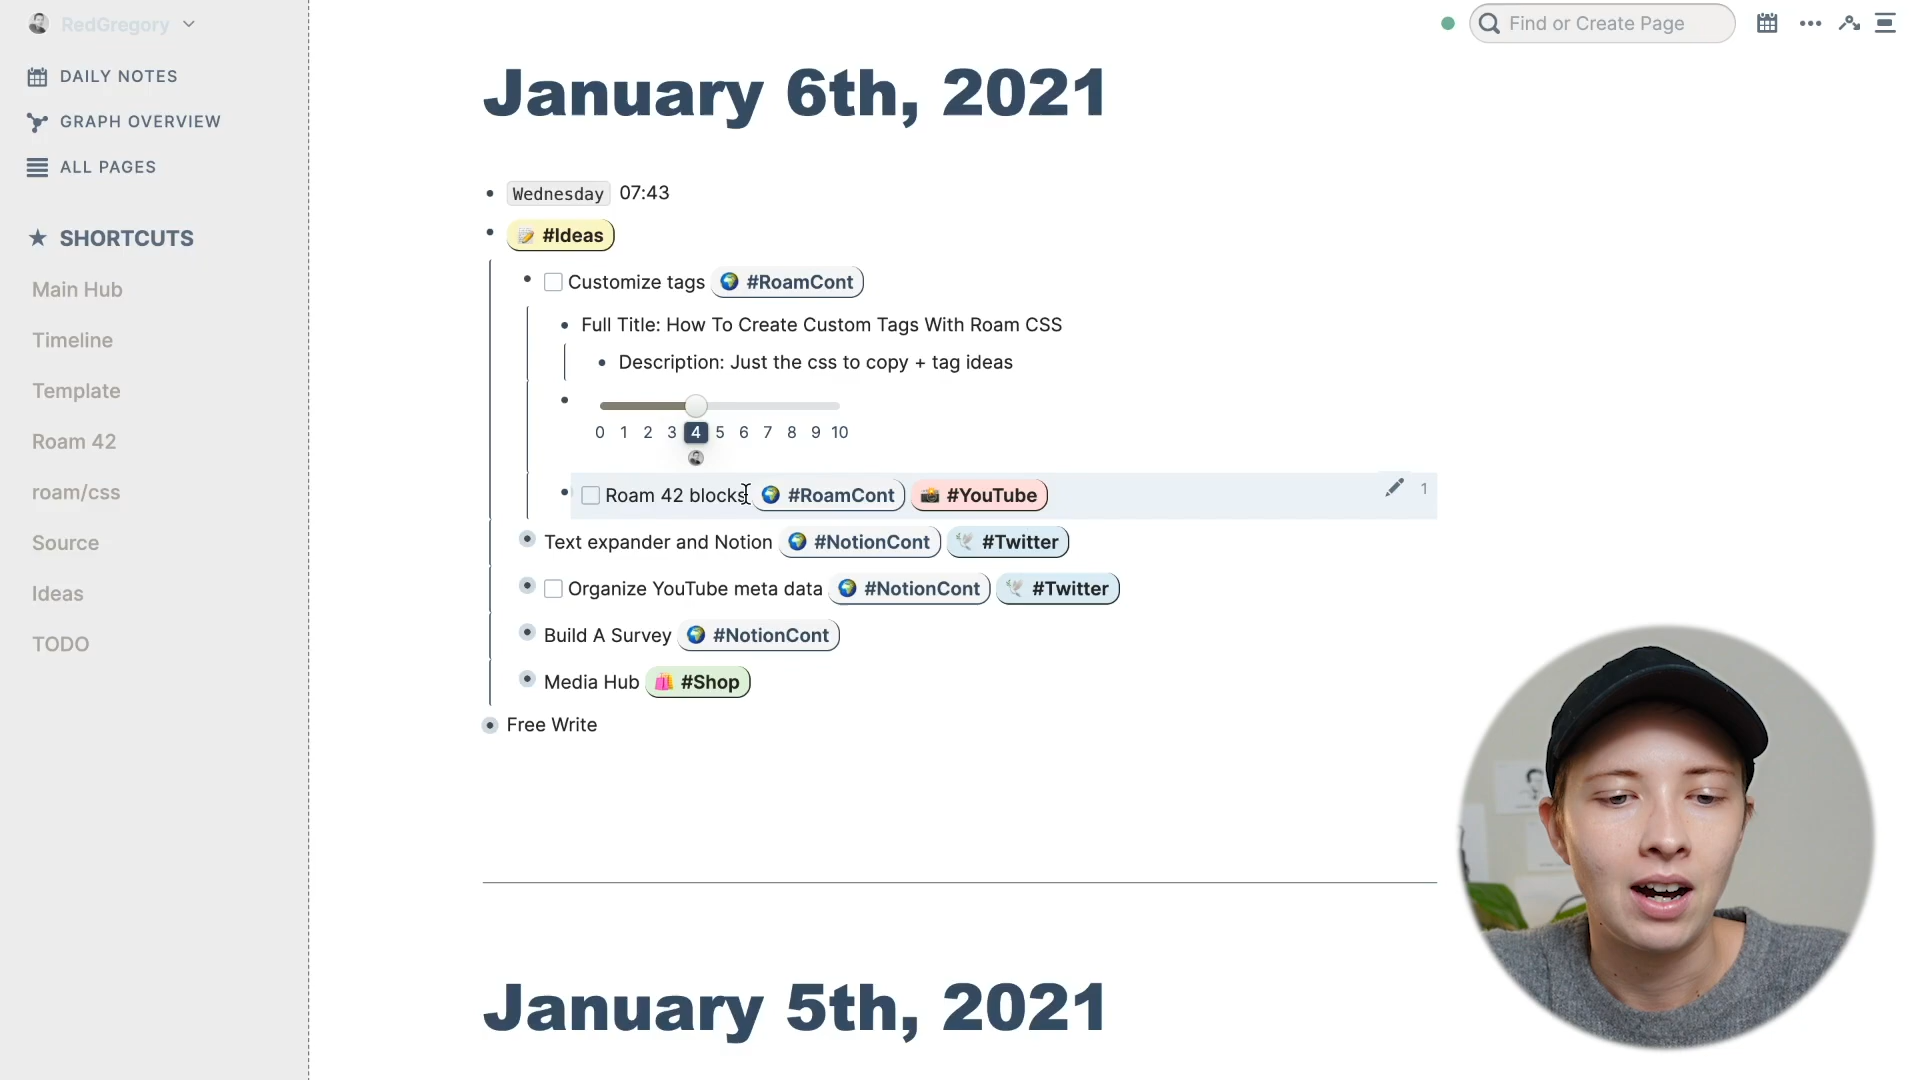 RedGregory
Find or Create Page
DAILY NOTES
GRAPH OVERVIEW
ALL PAGES
SHORTCUTS
Main Hub
Timeline
Template
Roam 42
roam/css
Source
Ideas
TODO
January 6th, 2021
Wednesday 07:43
#Ideas
Customize tags #RoamCont
Full Title: How To Create Custom Tags With Roam CSS
Description: Just the css to copy + tag ideas
0 1 2 3 4 5 6 7 8 9 10
Roam 42 blocks #RoamCont #YouTube 1
Text expander and Notion #NotionCont #Twitter
Organize YouTube meta data #NotionCont #Twitter
Build A Survey #NotionCont
Media Hub #Shop
Free Write
January 5th, 2021